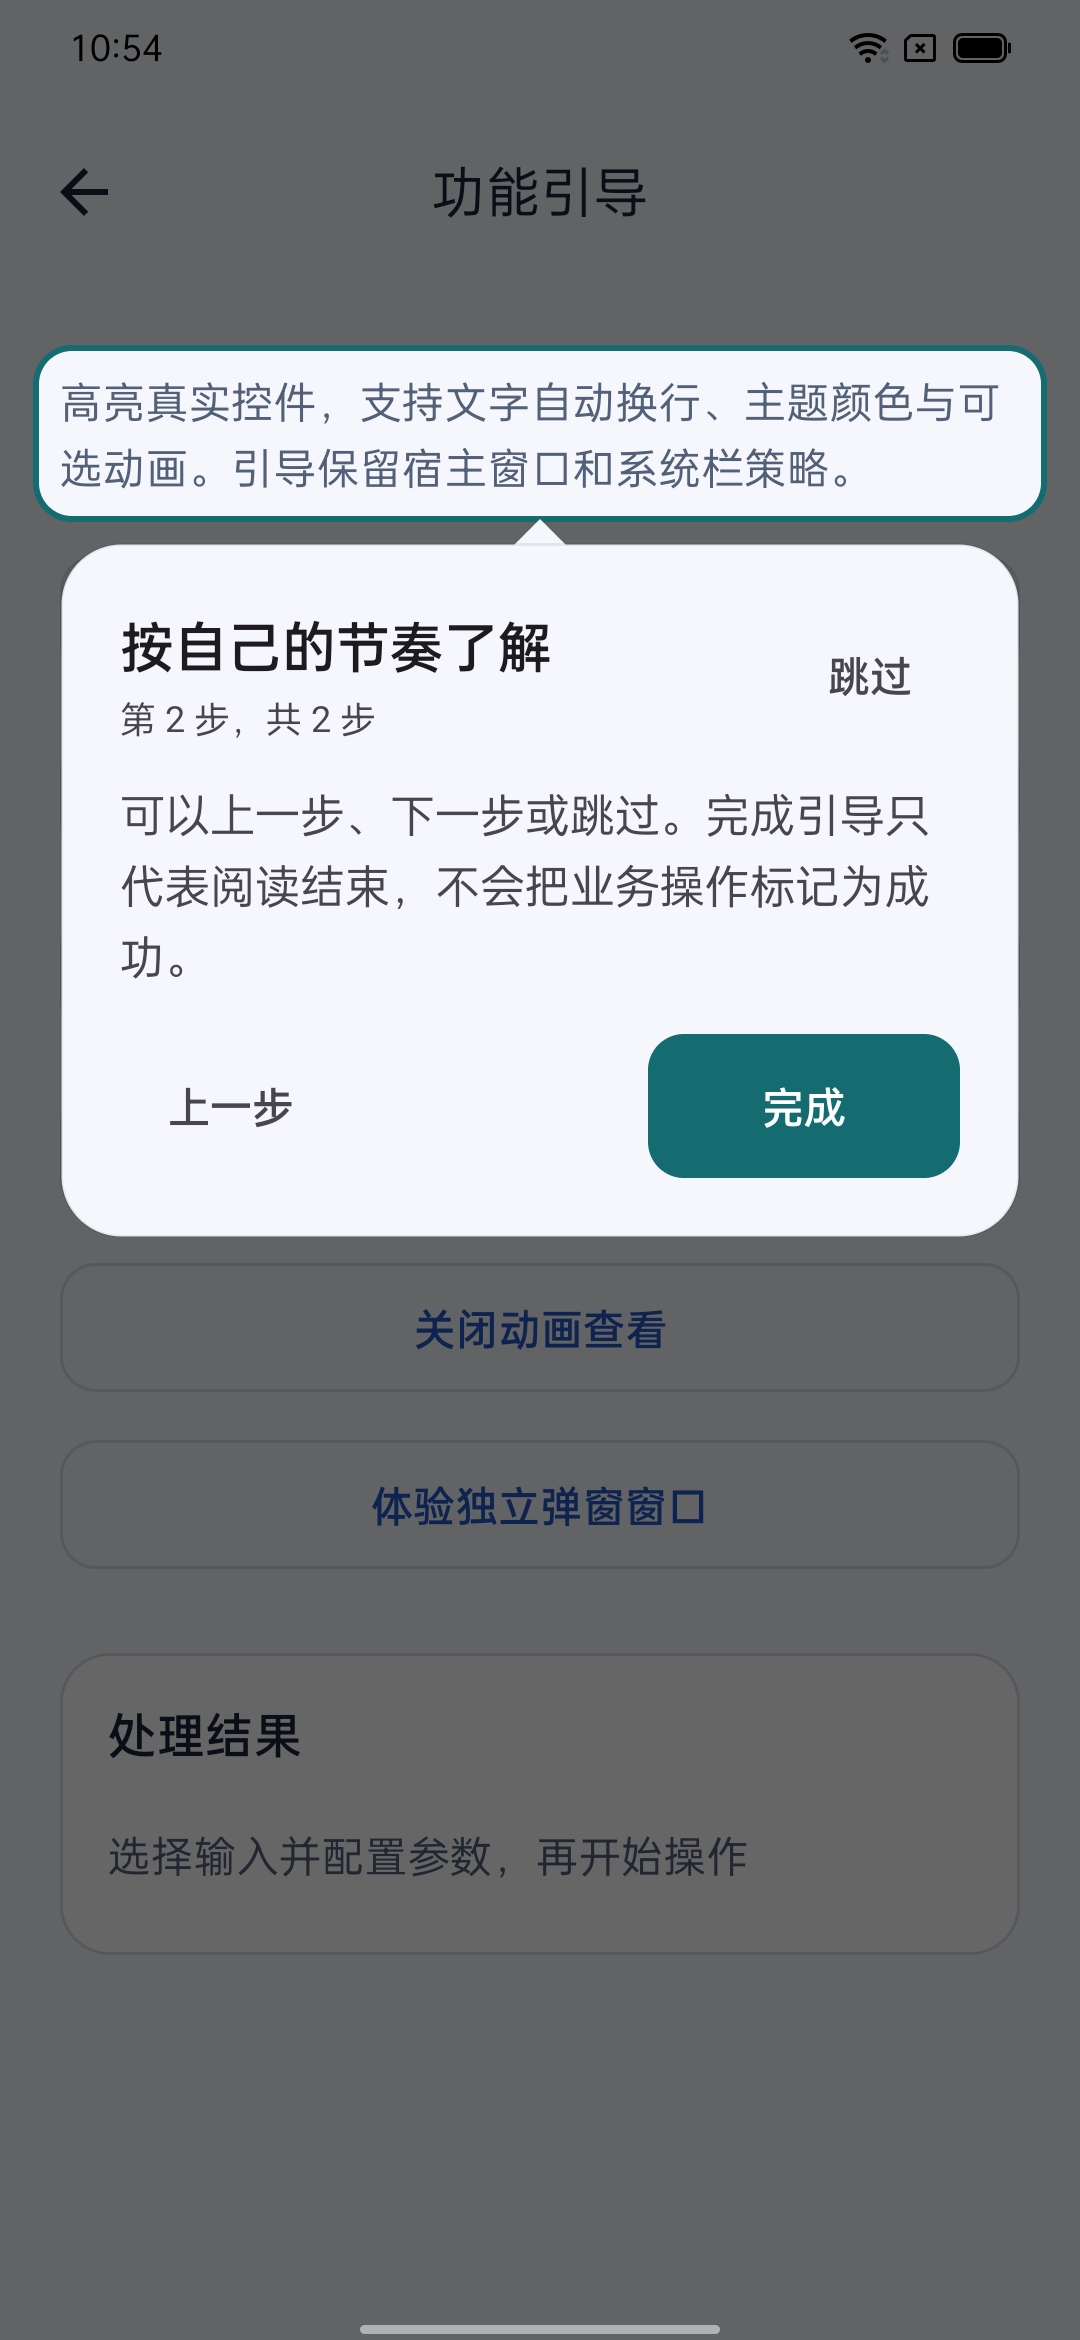 10:54
功能引导
高亮真实控件，支持文字自动换行、主题颜色与可
选动画。引导保留宿主窗口和系统栏策略。
按自己的节奏了解
跳过
第 2 步，共 2 步
可以上一步、下一步或跳过。完成引导只
代表阅读结束，不会把业务操作标记为成
功。
上一步
完成
关闭动画查看
体验独立弹窗窗口
处理结果
选择输入并配置参数，再开始操作